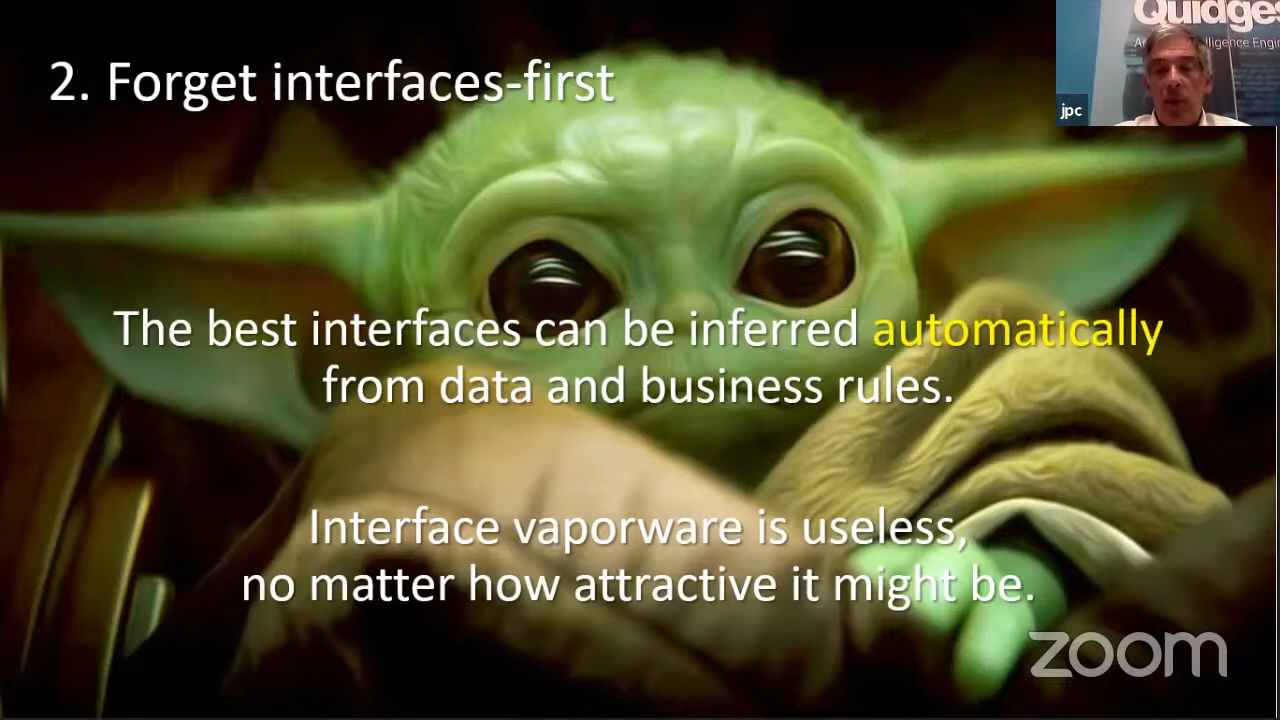 2. Forget interfaces-first
Quidges
jpc
The best interfaces can be inferred automatically
from data and business rules.
Interface vaporware is useless,
no matter how attractive it might be.
zoom